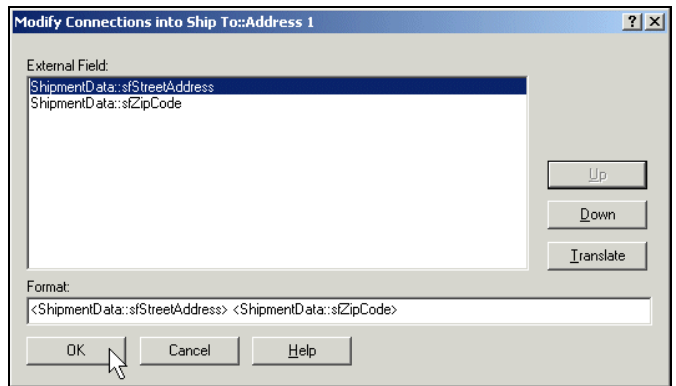 Modify Connections into Ship To::Address 1
External Field:
ShipmentData::sfStreetAddress
ShipmentData::sfZipCode
Up
Down
Translate
Format:
<ShipmentData::sfStreetAddress> <ShipmentData::sfZipCode>
OK Cancel Help